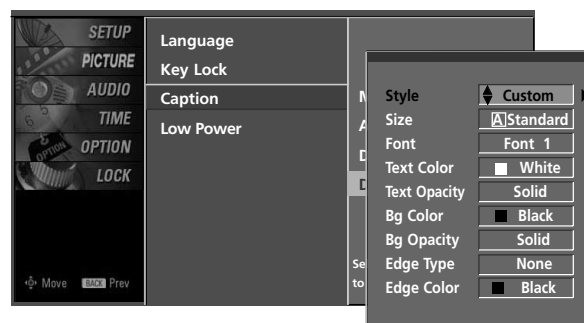 SETUP
PICTURE
AUDIO
TIME
OPTION
LOCK
Move BACK Prev
Language
Key Lock
Caption
Low Power
Se
to
Style Custom
Size A Standard
Font Font 1
Text Color White
Text Opacity Solid
Bg Color Black
Bg Opacity Solid
Edge Type None
Edge Color Black